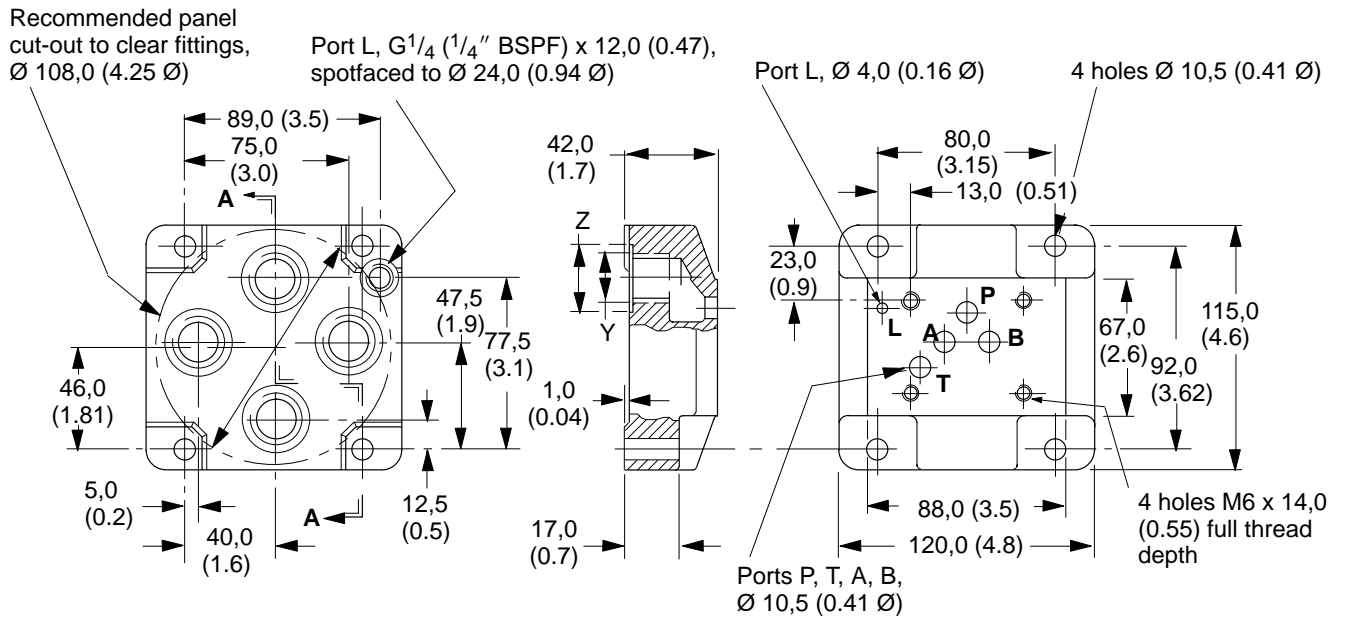 Recommended panel
cut-out to clear fittings,
Ø 108,0 (4.25 Ø)
Port L, G1/4 (1/4″ BSPF) x 12,0 (0.47),
spotfaced to Ø 24,0 (0.94 Ø)
Port L, Ø 4,0 (0.16 Ø)
4 holes Ø 10,5 (0.41 Ø)
89,0 (3.5)
75,0
(3.0)
A
47,5
(1.9)
77,5
(3.1)
46,0
(1.81)
5,0
(0.2)
40,0
(1.6)
A
12,5
(0.5)
42,0
(1.7)
Z
Y
1,0
(0.04)
17,0
(0.7)
80,0
(3.15)
13,0 (0.51)
23,0
(0.9)
P
L
A
B
T
67,0
(2.6)
115,0
(4.6)
92,0
(3.62)
88,0 (3.5)
120,0 (4.8)
4 holes M6 x 14,0
(0.55) full thread
depth
Ports P, T, A, B,
Ø 10,5 (0.41 Ø)